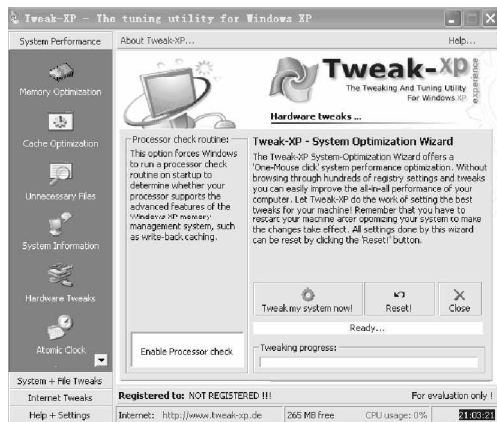 Tweak-XP - The tuning utility for Windows XP
System Performance
About Tweak-XP...
Help...
Memory Optimization
Cache Optimization
Unnecessary Files
System Information
Hardware Tweaks
Atomic Clock
System + File Tweaks
Internet Tweaks
Help + Settings
Tweak-XP
experience
The Tweaking And Tuning Utility
For Windows XP
Hardware tweaks ...
Processor check routine:
This option forces Windows
to run a processor check
routine on startup to
determine whether your
processor supports the
advanced features of the
Windows XP memory
management system, such
as write-back caching.
Enable Processor check
Tweak-XP - System Optimization Wizard
The Tweak-XP System-Optimization Wizard offers a
'One-Mouse click' system performance optimization. Without
browsing through hundreds of registry settings and tweaks
you can easily improve the all-in-all performance of your
computer. Let Tweak-XP do the work of setting the best
tweaks for your machine! Remember that you have to
restart your machine after optimizing your system to make
the changes take effect. All settings done by this wizard
can be reset by clicking the 'Reset!' button.
Tweak my system now!
Reset!
Close
Ready...
Tweaking progress:
Registered to: NOT REGISTERED !!!
For evaluation only !
Internet: http://www.tweak-xp.de
265 MB free
CPU usage: 0%
21:03:21